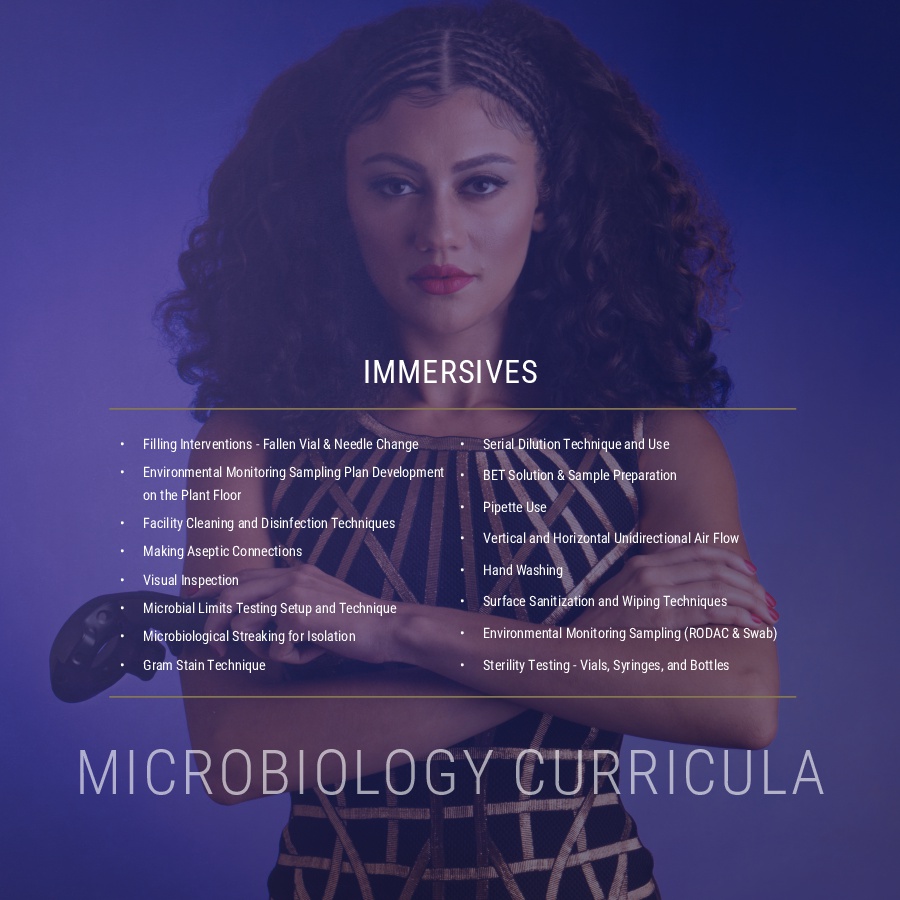 IMMERSIVES
• Filling Interventions - Fallen Vial & Needle Change
• Environmental Monitoring Sampling Plan Development
on the Plant Floor
• Facility Cleaning and Disinfection Techniques
• Making Aseptic Connections
• Visual Inspection
• Microbial Limits Testing Setup and Technique
• Microbiological Streaking for Isolation
• Gram Stain Technique
• Serial Dilution Technique and Use
• BET Solution & Sample Preparation
• Pipette Use
• Vertical and Horizontal Unidirectional Air Flow
• Hand Washing
• Surface Sanitization and Wiping Techniques
• Environmental Monitoring Sampling (RODAC & Swab)
• Sterility Testing - Vials, Syringes, and Bottles
MICROBIOLOGY CURRICULA